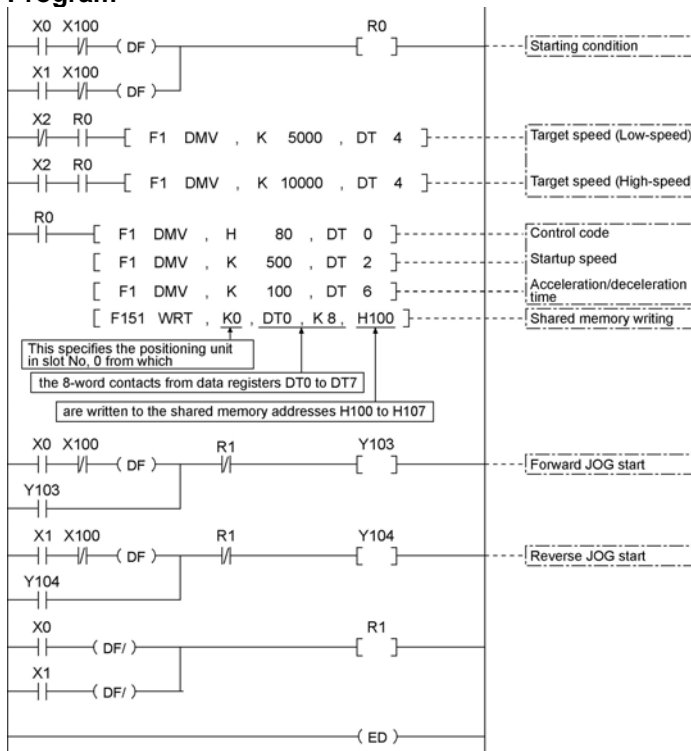 Program
X0 X100 R0
( DF ) [ ] Starting condition
X1 X100
( DF )
X2 R0
[ F1 DMV , K 5000 , DT 4 ] Target speed (Low-speed)
X2 R0
[ F1 DMV , K 10000 , DT 4 ] Target speed (High-speed
R0
[ F1 DMV , H 80 , DT 0 ] Control code
[ F1 DMV , K 500 , DT 2 ] Startup speed
[ F1 DMV , K 100 , DT 6 ] Acceleration/deceleration
time
[ F151 WRT , K0 , DT0 , K 8 , H100 ] Shared memory writing
This specifies the positioning unit
in slot No, 0 from which
the 8-word contacts from data registers DT0 to DT7
are written to the shared memory addresses H100 to H107
X0 X100 R1 Y103
( DF ) [ ] Forward JOG start
Y103
X1 X100 R1 Y104
( DF ) [ ] Reverse JOG start
Y104
X0 R1
( DF/ ) [ ]
X1
( DF/ )
( ED )